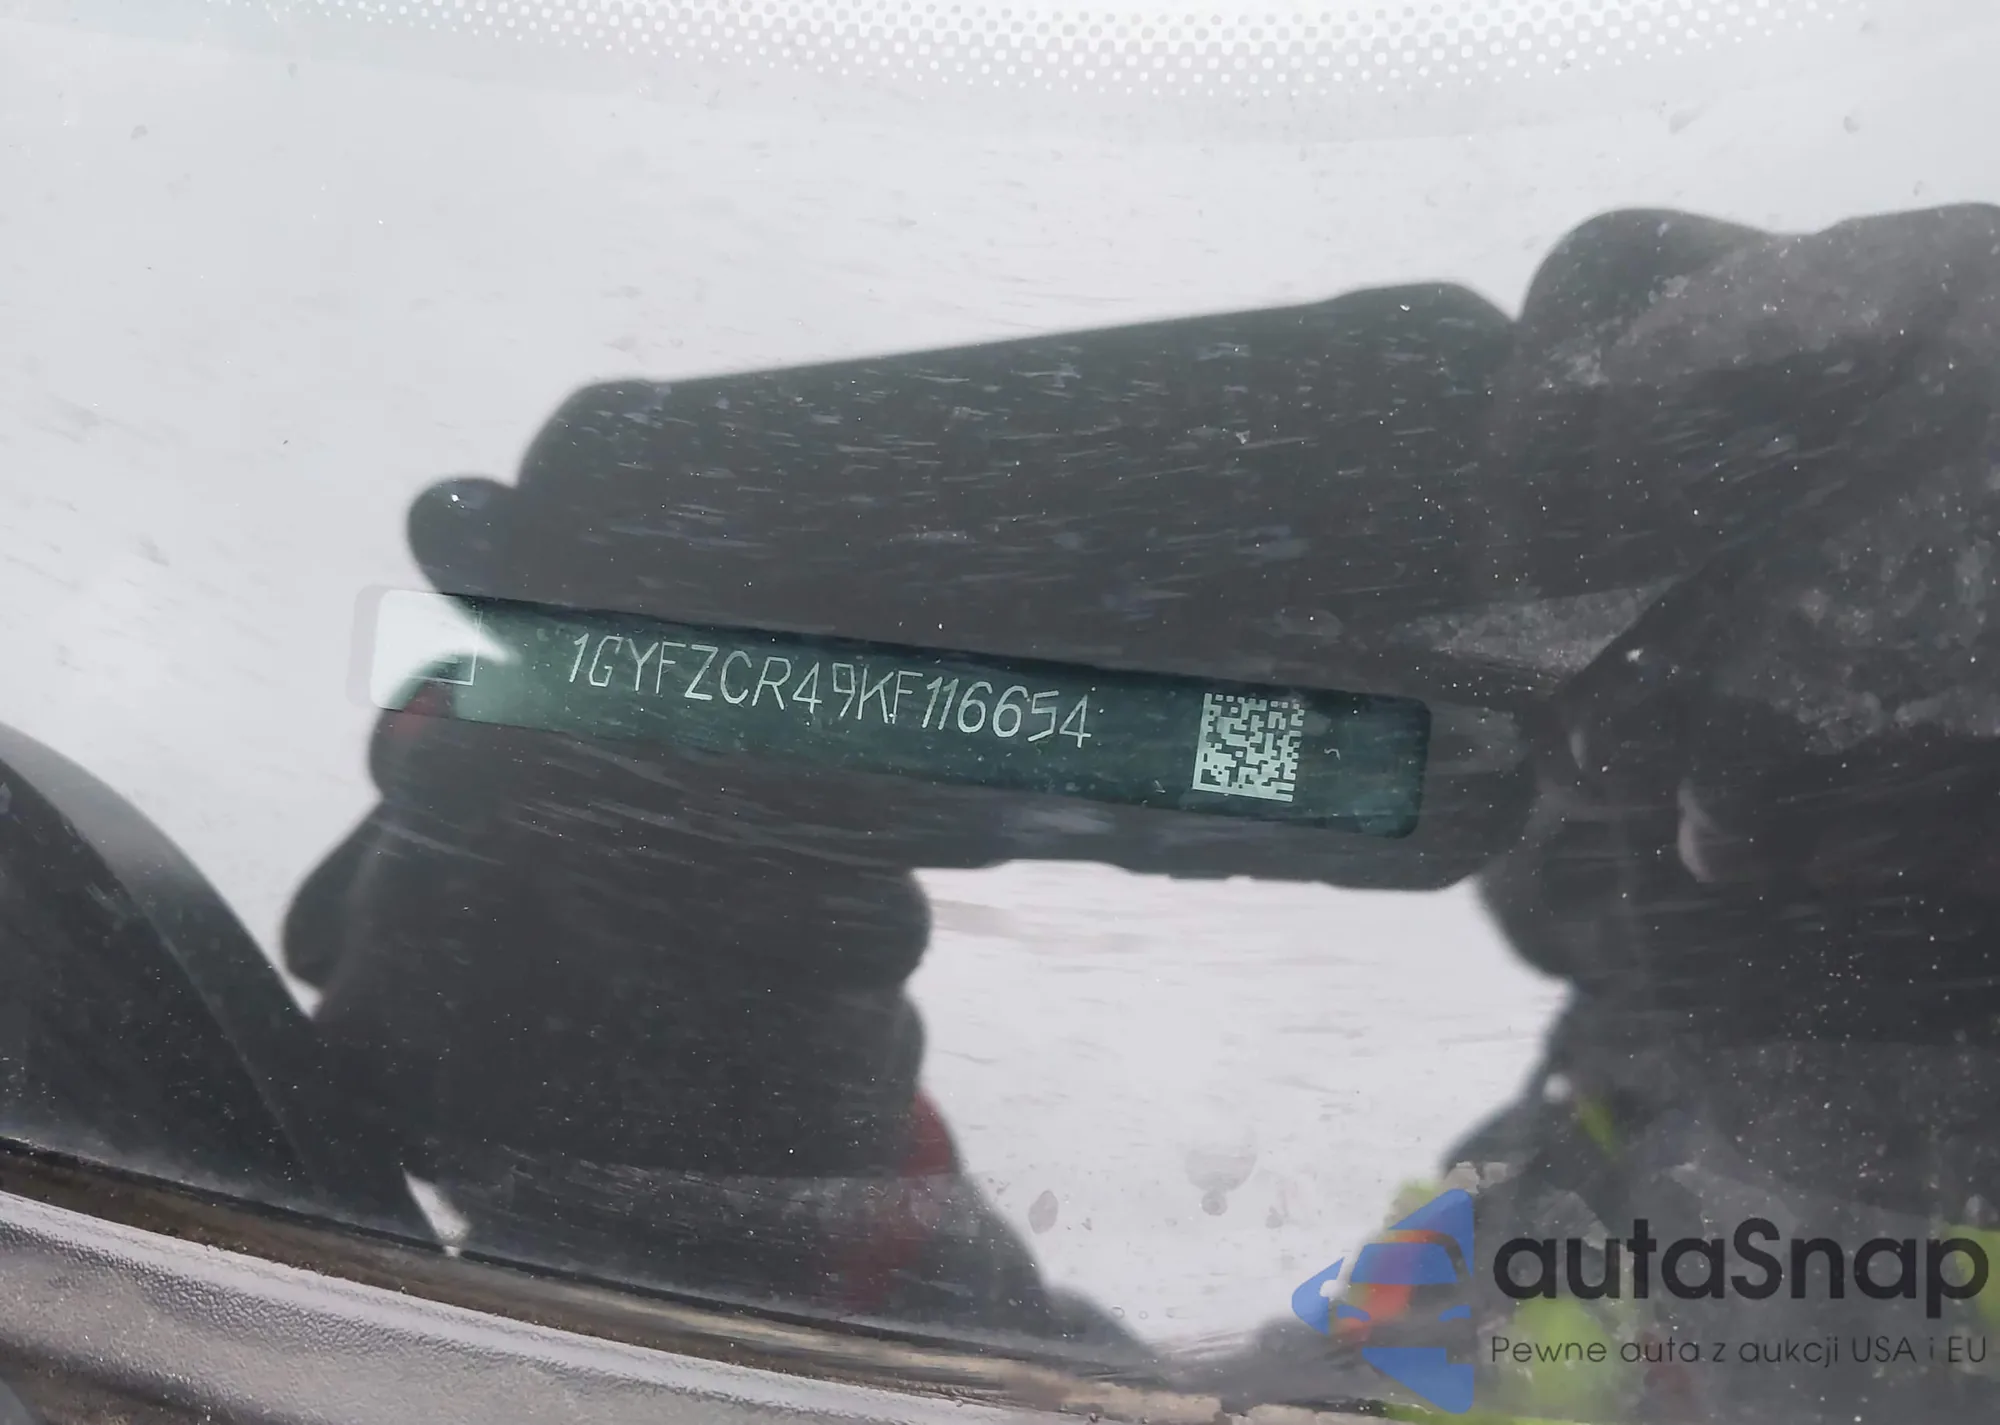 1GYFZCR49KF116654
autaSnap
Pewne auta z aukcji USA i EU